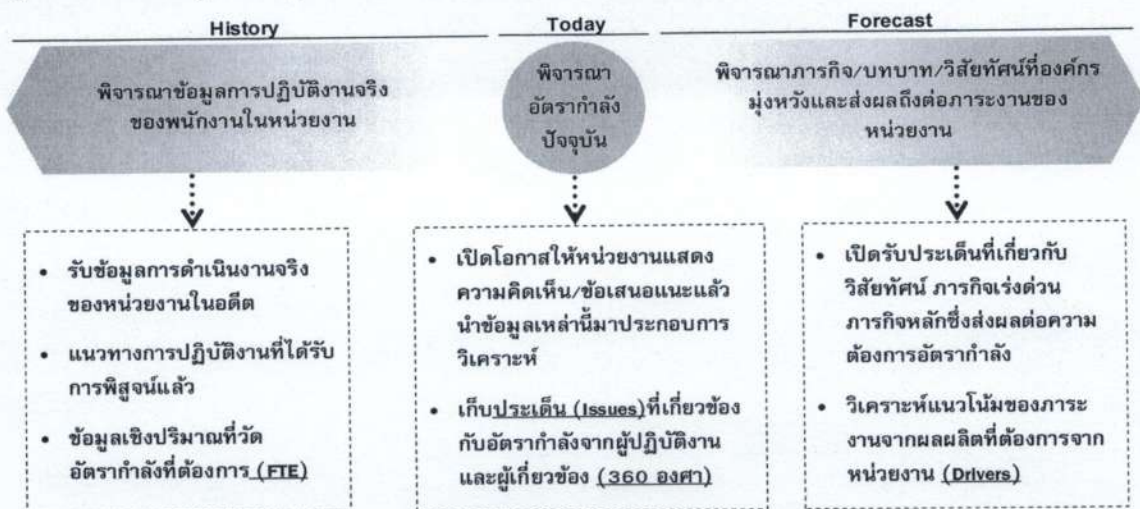 History
Today
Forecast
พิจารณาข้อมูลการปฏิบัติงานจริง
ของพนักงานในหน่วยงาน
พิจารณา
อัตรากำลัง
ปัจจุบัน
พิจารณาภารกิจ/บทบาท/วิสัยทัศน์ที่องค์กร
มุ่งหวังและส่งผลถึงต่อภาระงานของ
หน่วยงาน
• รับข้อมูลการดำเนินงานจริง
ของหน่วยงานในอดีต
• แนวทางการปฏิบัติงานที่ได้รับ
การพิสูจน์แล้ว
• ข้อมูลเชิงปริมาณที่วัด
อัตรากำลังที่ต้องการ (FTE)
• เปิดโอกาสให้หน่วยงานแสดง
ความคิดเห็น/ข้อเสนอแนะแล้ว
นำข้อมูลเหล่านี้มาประกอบการ
วิเคราะห์
• เก็บประเด็น (Issues)ที่เกี่ยวข้อง
กับอัตรากำลังจากผู้ปฏิบัติงาน
และผู้เกี่ยวข้อง (360 องศา)
• เปิดรับประเด็นที่เกี่ยวกับ
วิสัยทัศน์ ภารกิจเร่งด่วน
ภารกิจหลักซึ่งส่งผลต่อความ
ต้องการอัตรากำลัง
• วิเคราะห์แนวโน้มของภาระ
งานจากผลผลิตที่ต้องการจาก
หน่วยงาน (Drivers)